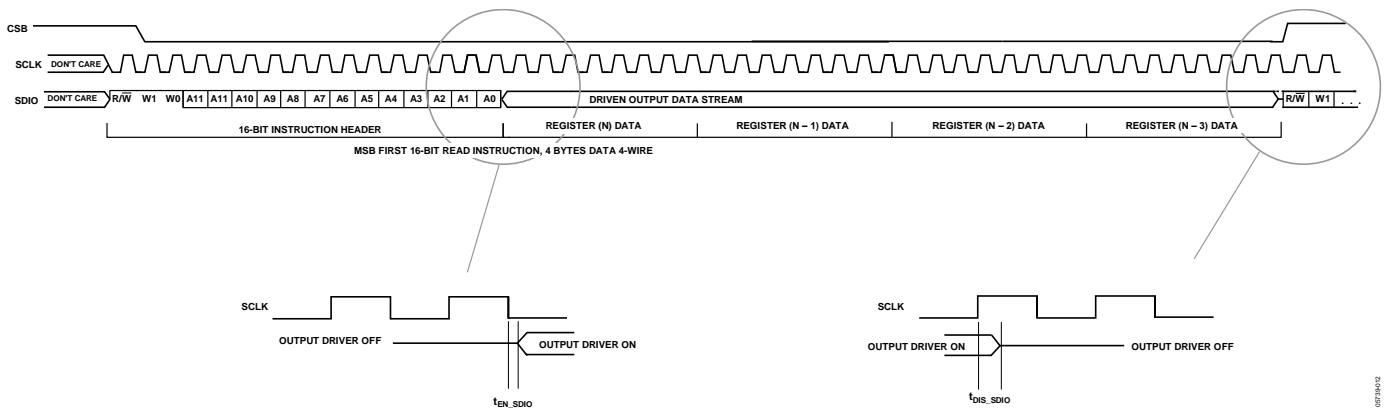 CSB
SCLK DON'T CARE
SDIO DON'T CARE R/W̅ W1 W0 A11 A11 A10 A9 A8 A7 A6 A5 A4 A3 A2 A1 A0 DRIVEN OUTPUT DATA STREAM R/W̅ W1 . . .
16-BIT INSTRUCTION HEADER REGISTER (N) DATA REGISTER (N – 1) DATA REGISTER (N – 2) DATA REGISTER (N – 3) DATA
MSB FIRST 16-BIT READ INSTRUCTION, 4 BYTES DATA 4-WIRE
SCLK
OUTPUT DRIVER OFF OUTPUT DRIVER ON
tEN_SDIO
SCLK
OUTPUT DRIVER ON OUTPUT DRIVER OFF
tDIS_SDIO
05739-012